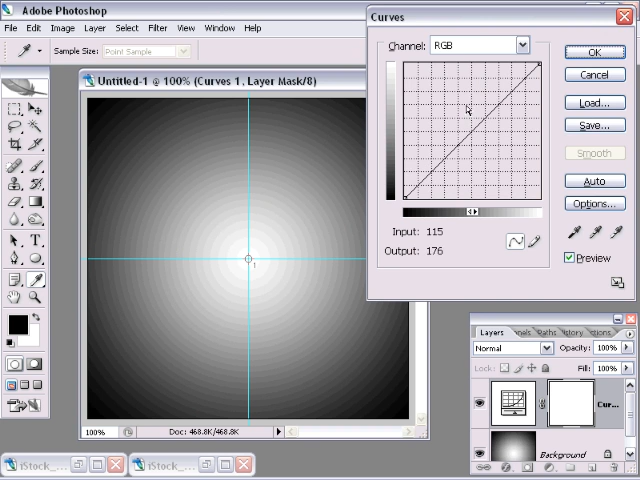 Adobe Photoshop
File Edit Image Layer Select Filter View Window Help
Sample Size: Point Sample
Untitled-1 @ 100% (Curves 1, Layer Mask/8)
1
100% Doc: 468.8K/468.8K
iStock_... iStock_...
Curves
Channel: RGB
OK
Cancel
Load...
Save...
Smooth
Auto
Options...
Input: 115
Output: 176
Preview
Layers Paths
Normal Opacity: 100%
Lock: Fill: 100%
Cur...
Background